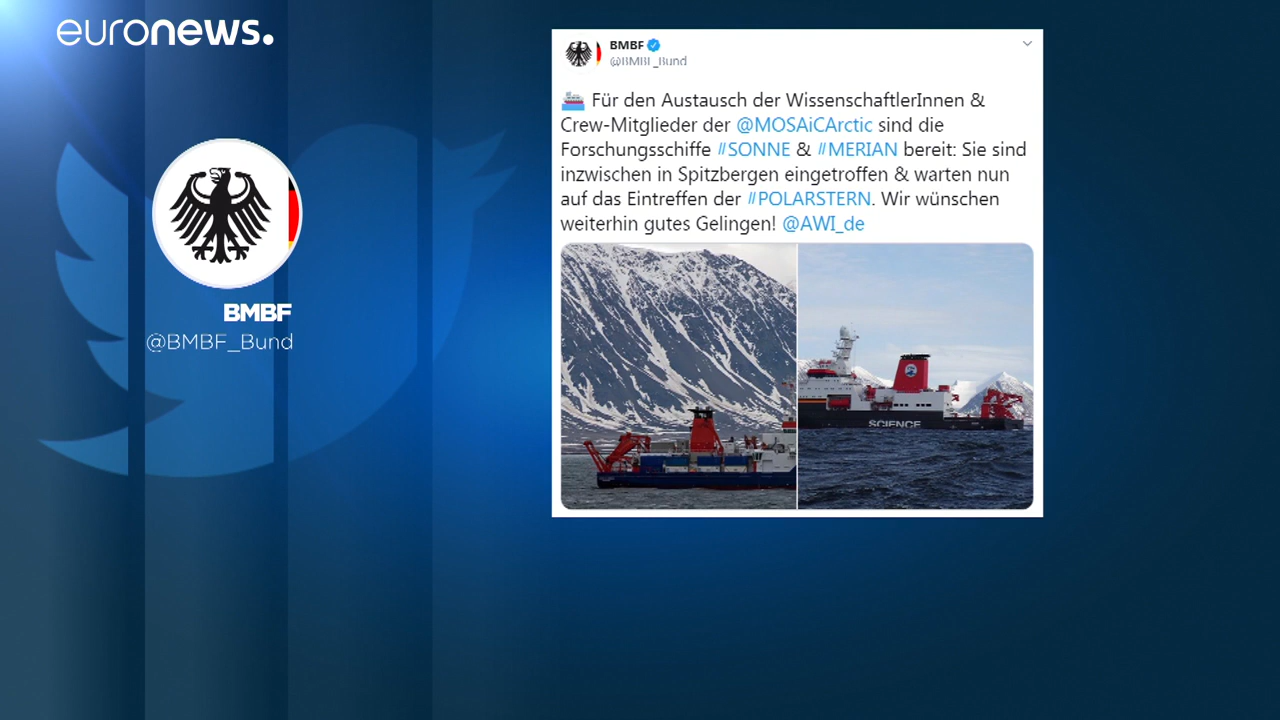 euronews.
BMBF
@BMBF_Bund
BMBF
@BMBF_Bund
Für den Austausch der WissenschaftlerInnen &
Crew-Mitglieder der @MOSAiCArctic sind die
Forschungsschiffe #SONNE & #MERIAN bereit: Sie sind
inzwischen in Spitzbergen eingetroffen & warten nun
auf das Eintreffen der #POLARSTERN. Wir wünschen
weiterhin gutes Gelingen! @AWI_de
SCIENCE